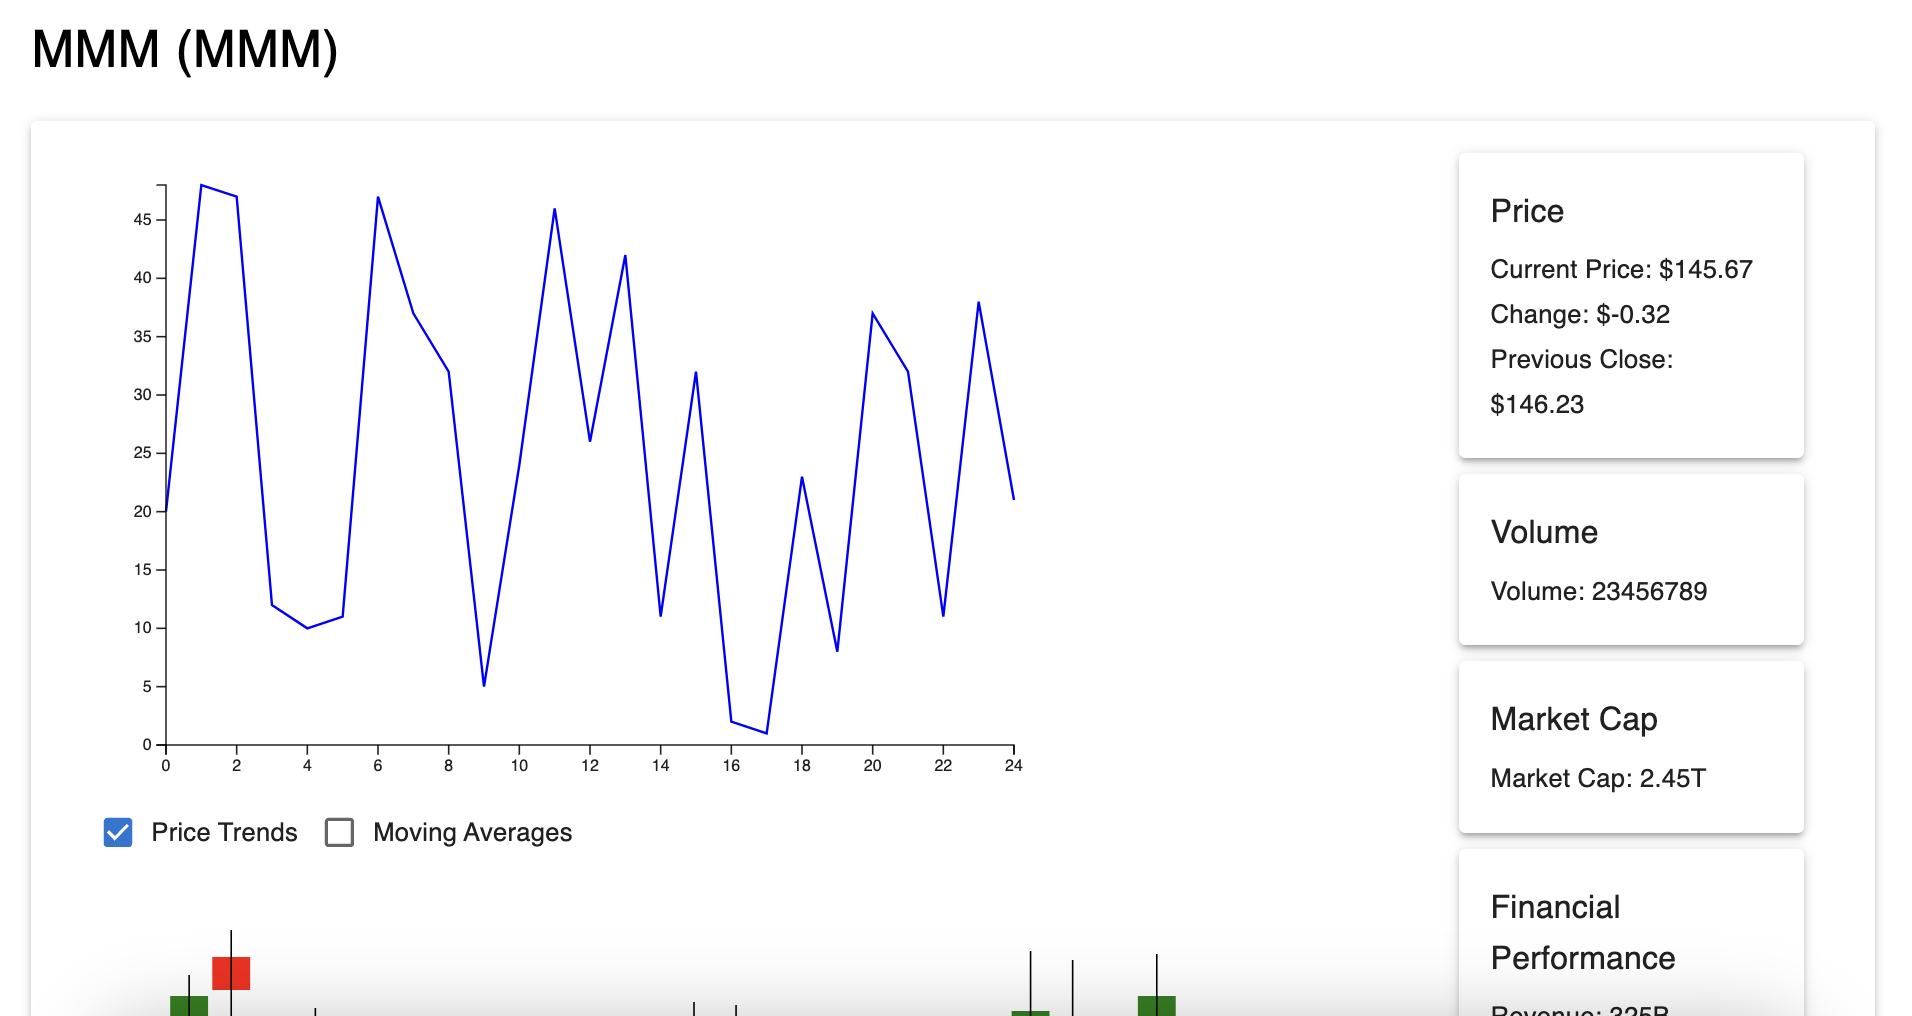 MMM (MMM)
45
40
35
30
25
20
15
10
5
0
0 2 4 6 8 10 12 14 16 18 20 22 24
Price Trends Moving Averages
Price
Current Price: $145.67
Change: $-0.32
Previous Close:
$146.23
Volume
Volume: 23456789
Market Cap
Market Cap: 2.45T
Financial
Performance
Revenue: 325B